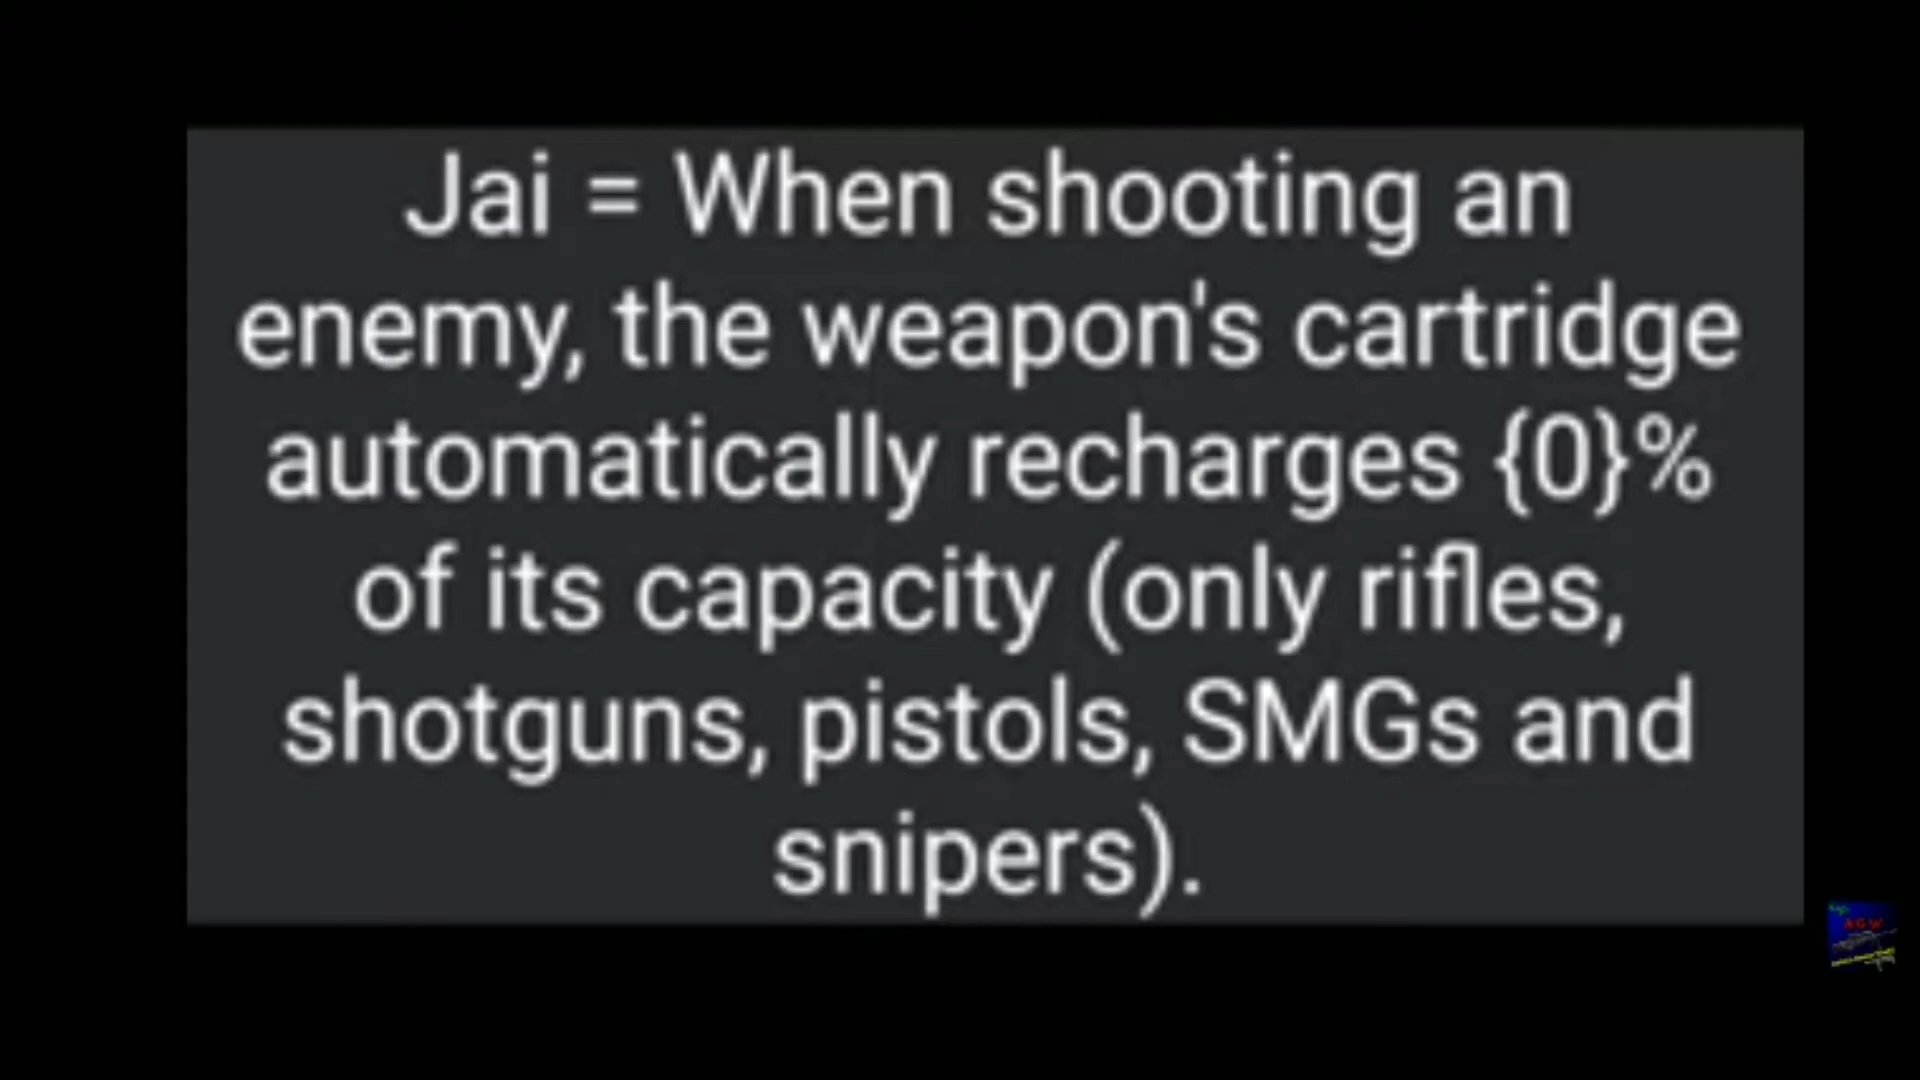 Jai = When shooting an
enemy, the weapon's cartridge
automatically recharges {0}%
of its capacity (only rifles,
shotguns, pistols, SMGs and
snipers).
AGW